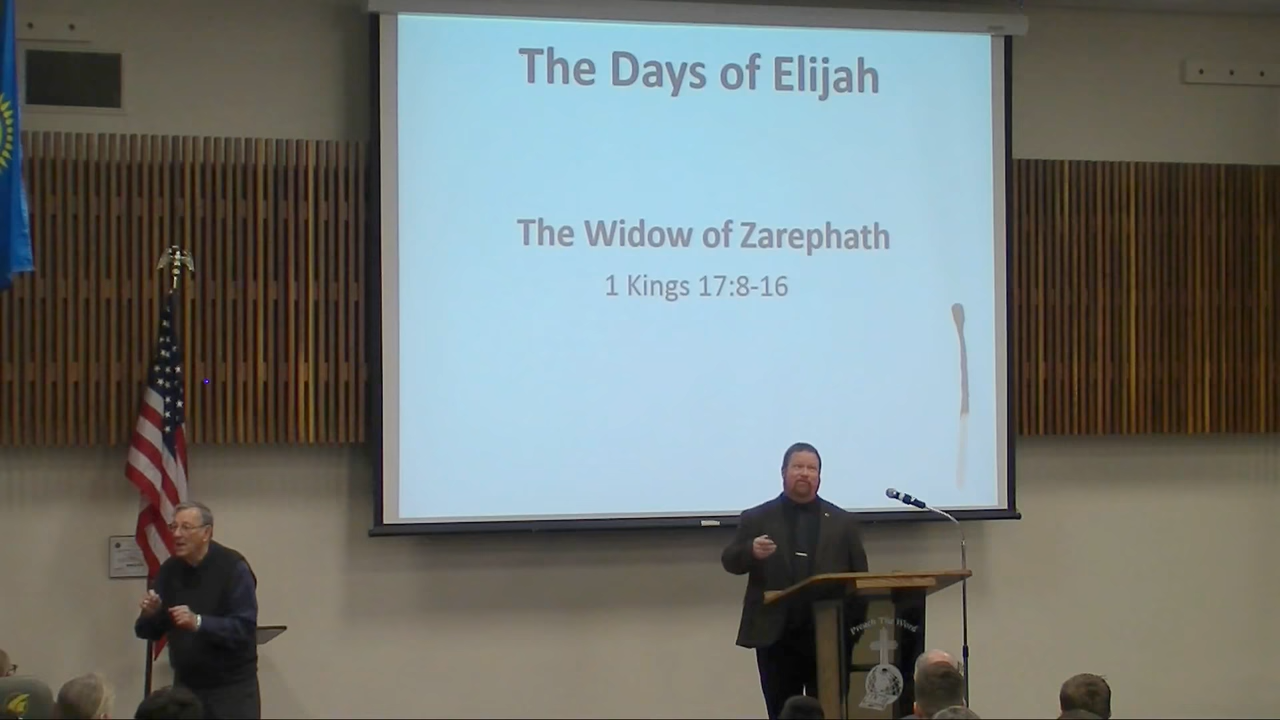 The Days of Elijah
The Widow of Zarephath
1 Kings 17:8-16
Preach The Word